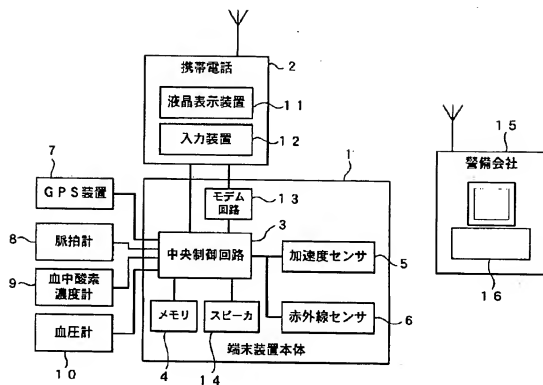 携帯電話
2
液晶表示装置
11
入力装置
12
15
警備会社
16
7
GPS装置
8
脈拍計
9
血中酸素
濃度計
血圧計
10
1
モデム
回路
13
3
中央制御回路
加速度センサ
5
メモリ
4
スピーカ
14
赤外線センサ
6
端末装置本体